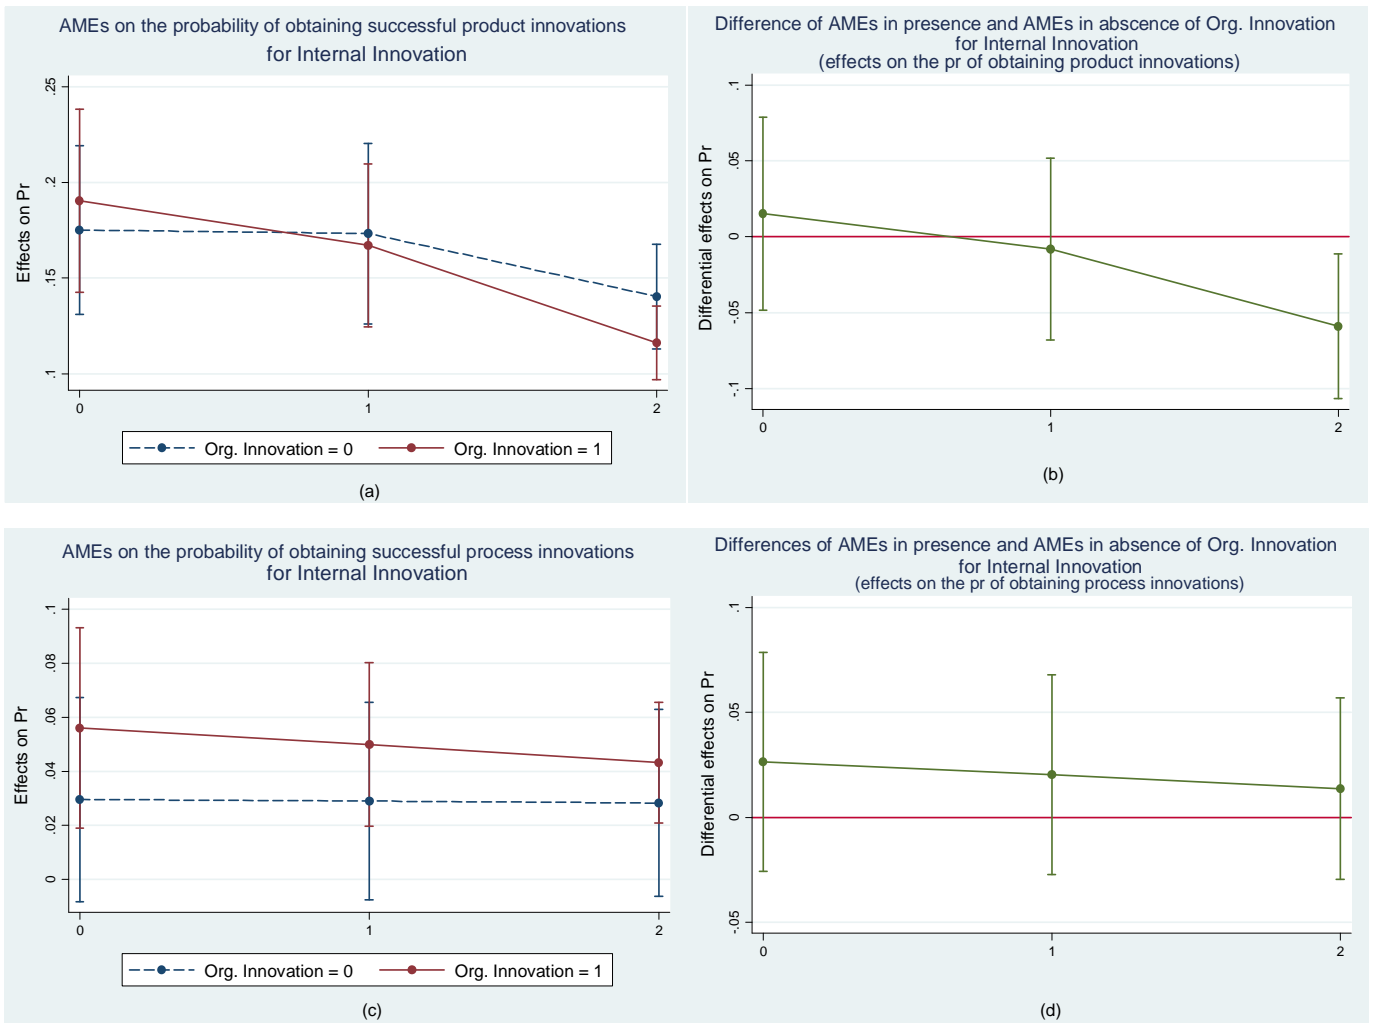 AMEs on the probability of obtaining successful product innovations
for Internal Innovation
Effects on Pr
.25
.2
.15
.1
0
1
2
Org. Innovation = 0
Org. Innovation = 1
(a)
Difference of AMEs in presence and AMEs in abscence of Org. Innovation
for Internal Innovation
(effects on the pr of obtaining product innovations)
Differential effects on Pr
.1
.05
0
-.05
-.1
0
1
2
(b)
AMEs on the probability of obtaining successful process innovations
for Internal Innovation
Effects on Pr
.1
.08
.06
.04
.02
0
0
1
2
Org. Innovation = 0
Org. Innovation = 1
(c)
Differences of AMEs in presence and AMEs in absence of Org. Innovation
for Internal Innovation
(effects on the pr of obtaining process innovations)
Differential effects on Pr
.1
.05
0
-.05
0
1
2
(d)